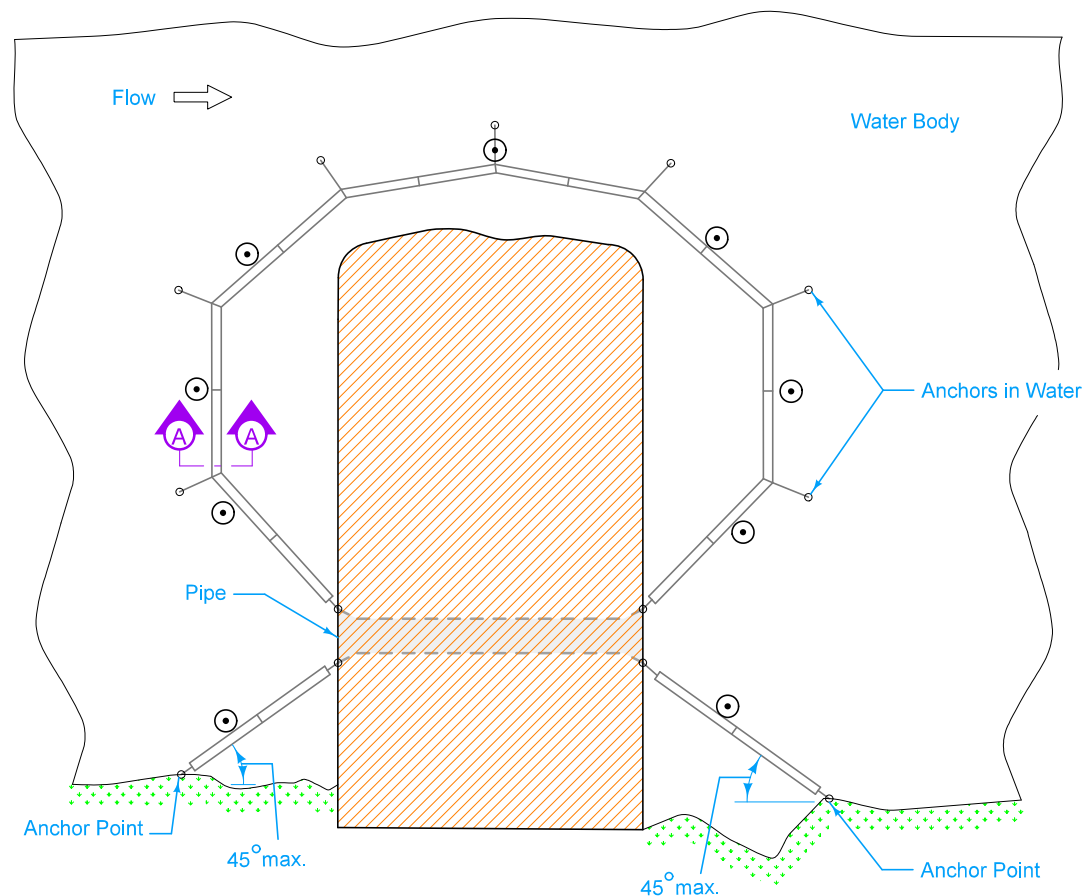 Flow
Water Body
Anchors in Water
A A
Pipe
Anchor Point
45° max.
45° max.
Anchor Point